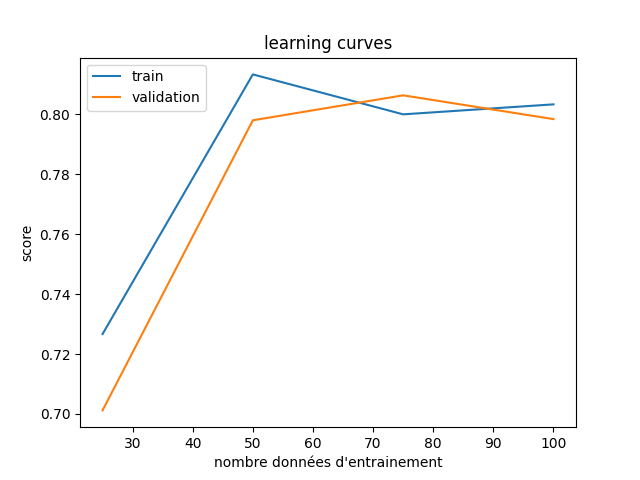 learning curves
train
validation
0.80
0.78
0.76
0.74
0.72
0.70
score
30 40 50 60 70 80 90 100
nombre données d'entrainement